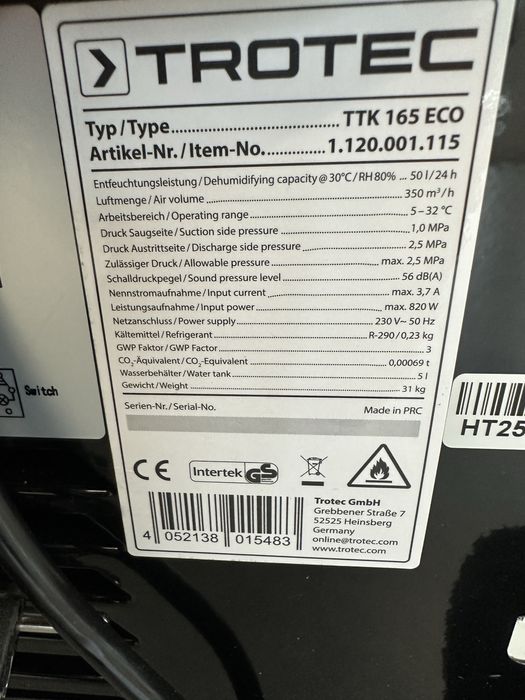 TROTEC
Typ/Type..............................TTK 165 ECO
Artikel-Nr./Item-No..............1.120.001.115
Entfeuchtungsleistung/Dehumidifying capacity @ 30°C/RH 80% ... 50 l/24 h
Luftmenge/Air volume ........ 350 m³/h
Arbeitsbereich/Operating range ........ 5–32 °C
Druck Saugseite/Suction side pressure ........ 1,0 MPa
Druck Austrittseite/Discharge side pressure ........ 2,5 MPa
Zulässiger Druck/Allowable pressure ........ max. 2,5 MPa
Schalldruckpegel/Sound pressure level ........ 56 dB(A)
Nennstromaufnahme/Input current ........ max. 3,7 A
Leistungsaufnahme/Input power ........ max. 820 W
Netzanschluss/Power supply ........ 230 V~ 50 Hz
Kältemittel/Refrigerant ........ R-290/0,23 kg
GWP Faktor/GWP Factor ........ 3
CO₂-Äquivalent/CO₂-Equivalent ........ 0,00069 t
Wasserbehälter/Water tank ........ 5 l
Gewicht/Weight ........ 31 kg
Serien-Nr./Serial-No. Made in PRC
Switch
HT25
CE Intertek GS
4 052138 015483
Trotec GmbH
Grebbener Straße 7
52525 Heinsberg
Germany
online@trotec.com
www.trotec.com